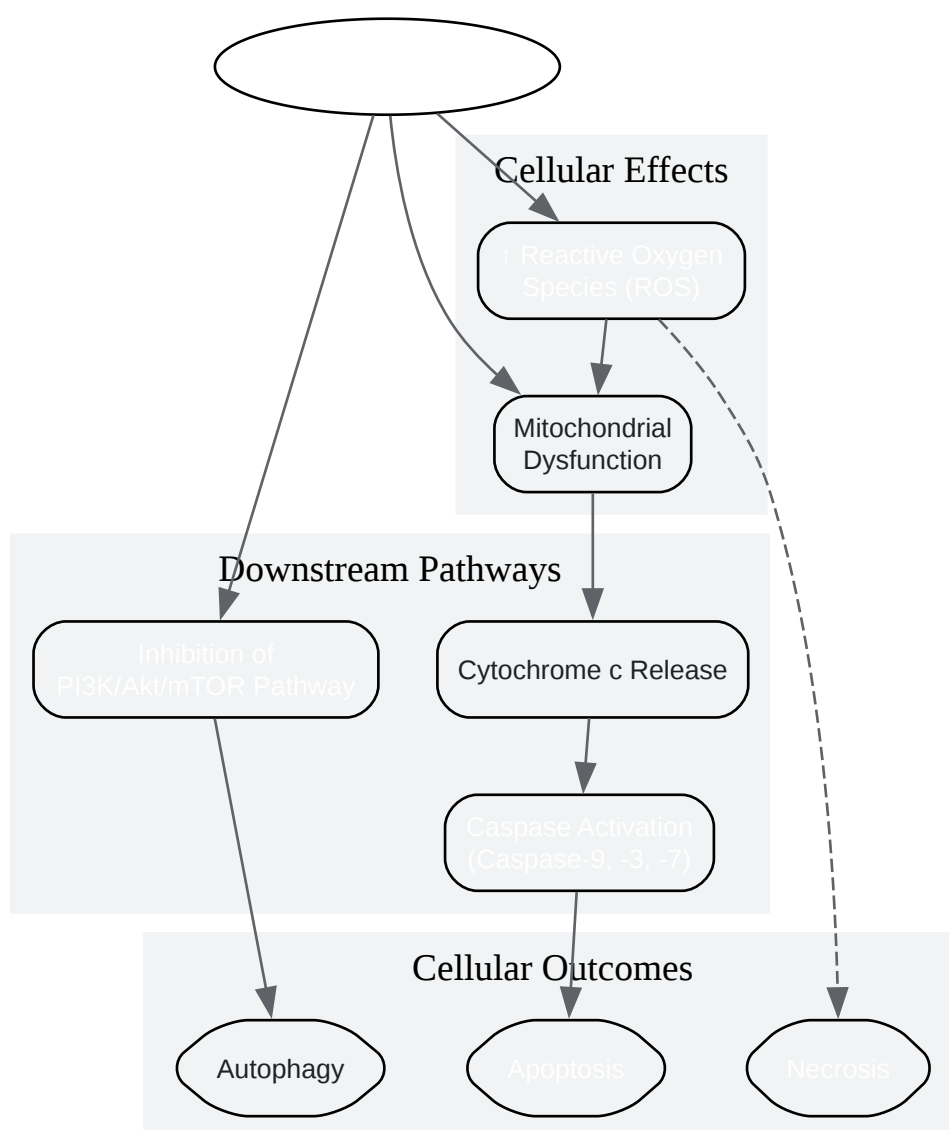 Cellular Effects
↑ Reactive Oxygen
Species (ROS)
Mitochondrial
Dysfunction
Downstream Pathways
Inhibition of
PI3K/Akt/mTOR Pathway
Cytochrome c Release
Caspase Activation
(Caspase-9, -3, -7)
Cellular Outcomes
Autophagy
Apoptosis
Necrosis